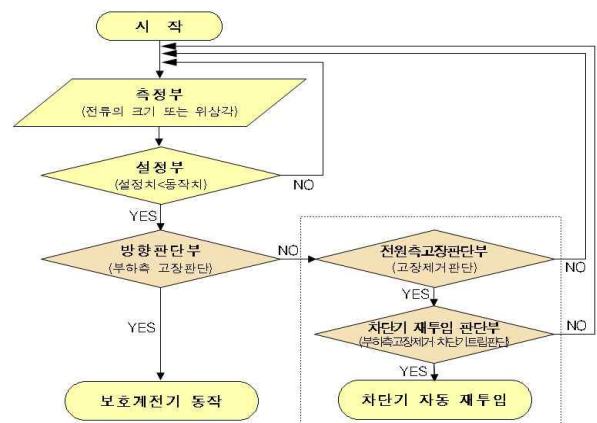 시 작
측정부
(전류의 크기 또는 위상각)
설정부
(설정치<동작치)
NO
YES
방향판단부
(부하측 고장판단)
NO
전원측고장판단부
(고장제거판단)
NO
YES
YES
차단기 재투입 판단부
(부하측고장제거 차단기트립판단)
NO
YES
보호계전기 동작
차단기 자동 재투입